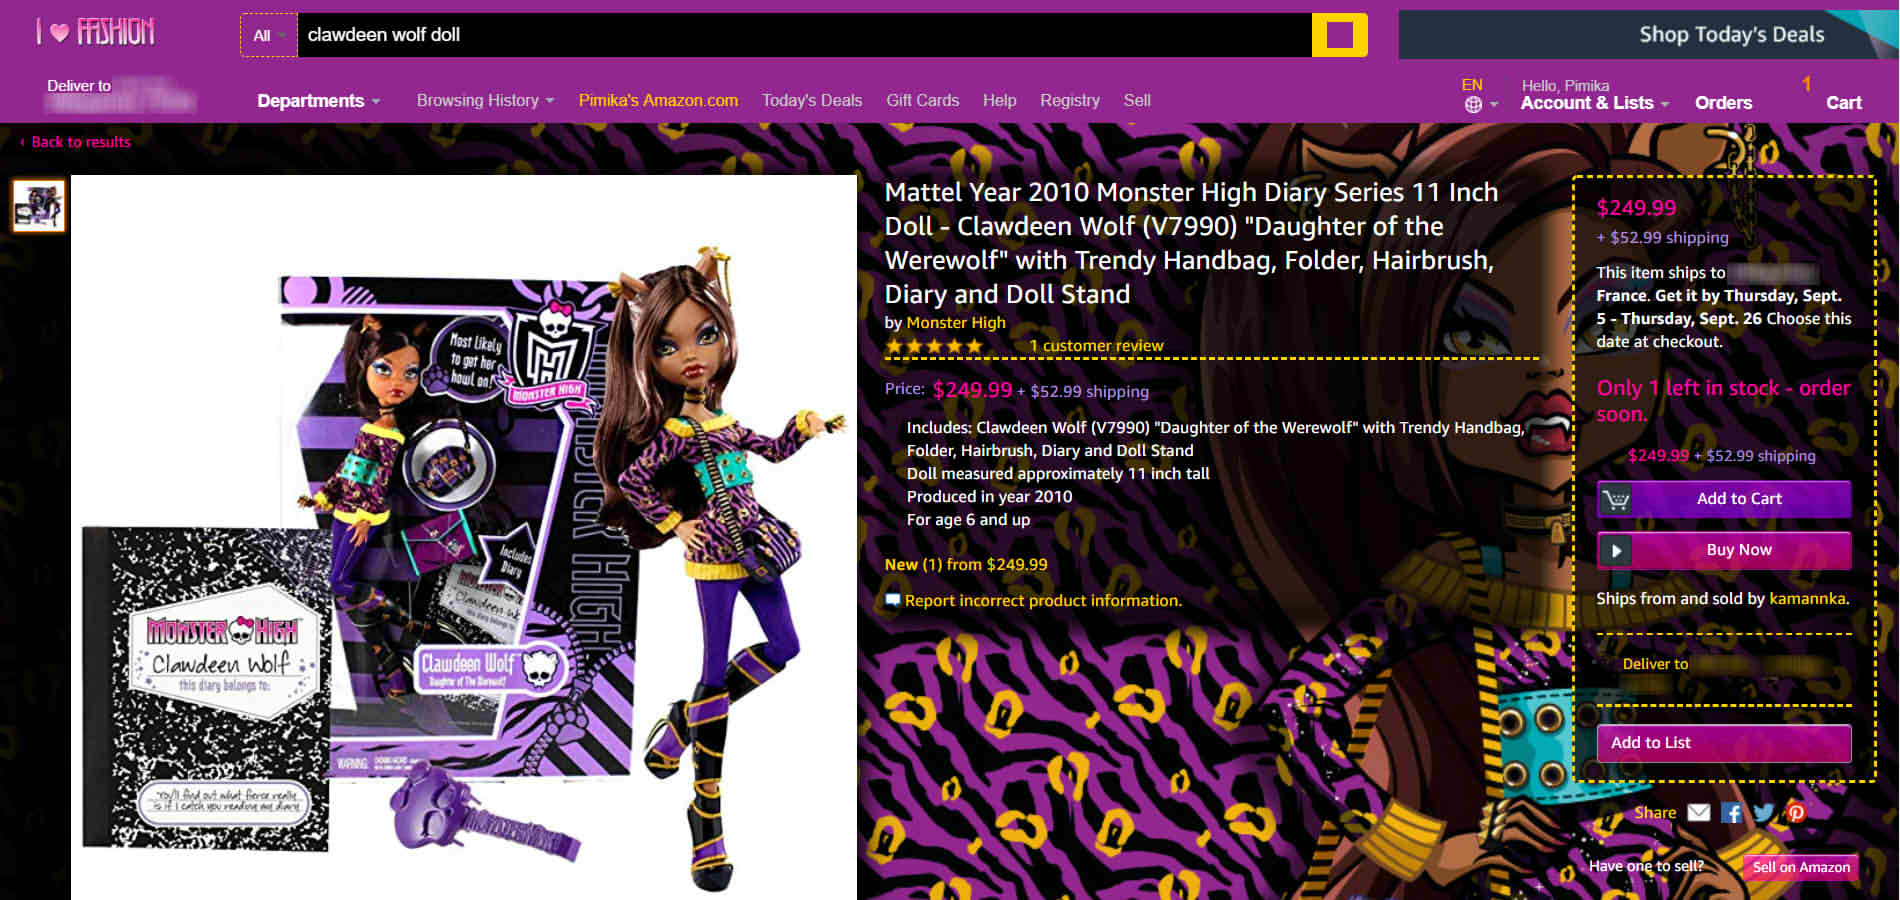 I FASHION
All
clawdeen wolf doll
Shop Today's Deals
Deliver to
Departments
Browsing History
Pimika's Amazon.com
Today's Deals
Gift Cards
Help
Registry
Sell
EN
Hello, Pimika
Account & Lists
Orders
1
Cart
‹ Back to results
Most likely
to get her
howl on!
MONSTER HIGH
MONSTER HIGH
Includes
Diary
Clawdeen Wolf
Daughter of The Werewolf
WARNING:
MONSTER HIGH
Clawdeen Wolf
this diary belongs to:
You'll find out what fierce really
is if I catch you reading my diary
Mattel Year 2010 Monster High Diary Series 11 Inch
Doll - Clawdeen Wolf (V7990) "Daughter of the
Werewolf" with Trendy Handbag, Folder, Hairbrush,
Diary and Doll Stand
by Monster High
1 customer review
Price: $249.99 + $52.99 shipping
Includes: Clawdeen Wolf (V7990) "Daughter of the Werewolf" with Trendy Handbag,
Folder, Hairbrush, Diary and Doll Stand
Doll measured approximately 11 inch tall
Produced in year 2010
For age 6 and up
New (1) from $249.99
Report incorrect product information.
$249.99
+ $52.99 shipping
This item ships to
France. Get it by Thursday, Sept.
5 - Thursday, Sept. 26 Choose this
date at checkout.
Only 1 left in stock - order
soon.
$249.99 + $52.99 shipping
Add to Cart
Buy Now
Ships from and sold by kamannka.
Deliver to
Add to List
Share
Have one to sell?
Sell on Amazon